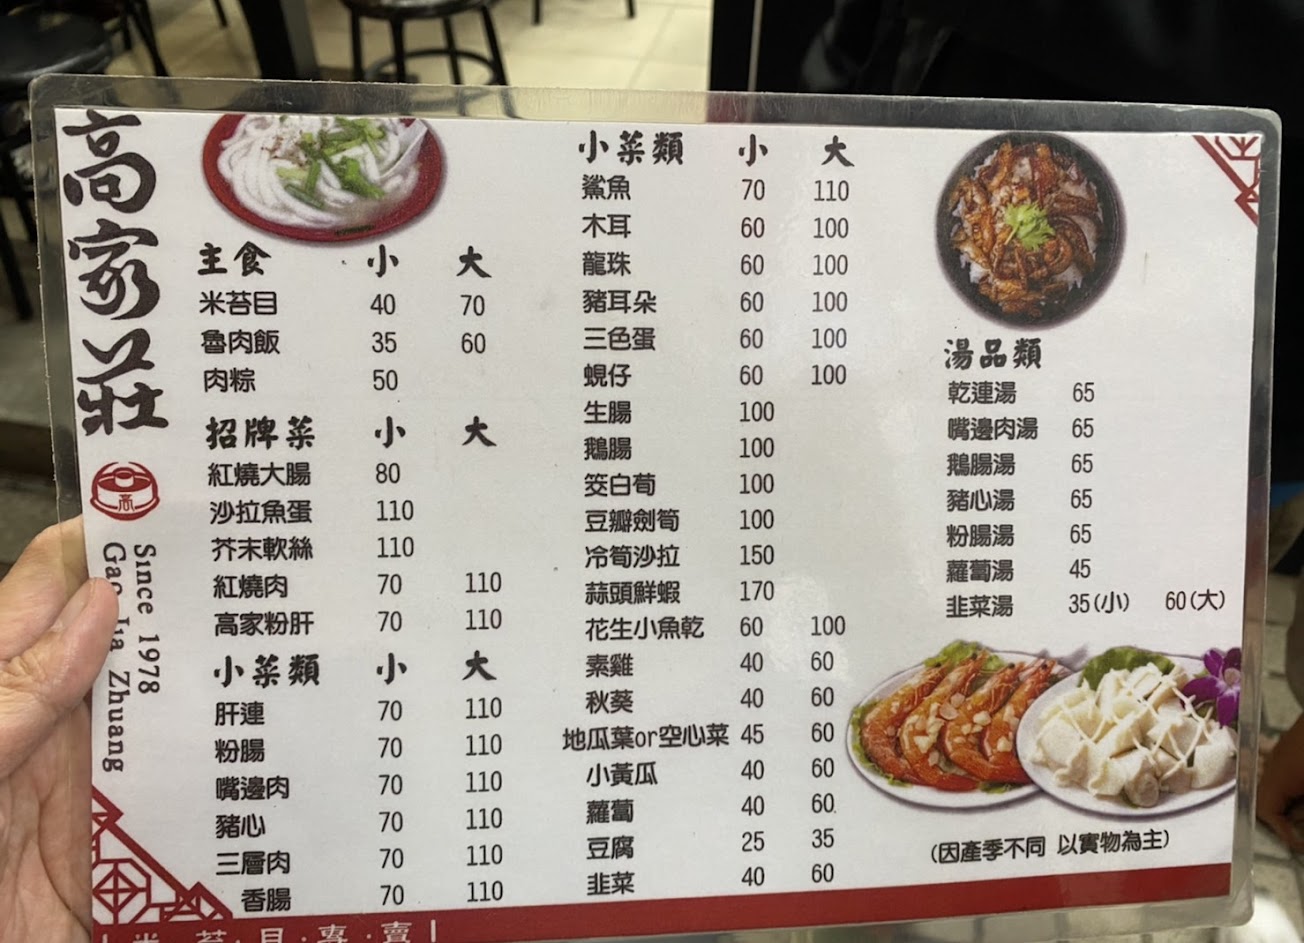 高家莊
Since 1978
Gao Jia Zhuang
主食 小 大
米苔目 40 70
魯肉飯 35 60
肉粽 50
招牌菜 小 大
紅燒大腸 80
沙拉魚蛋 110
芥末軟絲 110
紅燒肉 70 110
高家粉肝 70 110
小菜類 小 大
肝連 70 110
粉腸 70 110
嘴邊肉 70 110
豬心 70 110
三層肉 70 110
香腸 70 110
小菜類 小 大
鯊魚 70 110
木耳 60 100
龍珠 60 100
豬耳朵 60 100
三色蛋 60 100
蜆仔 60 100
生腸 100
鵝腸 100
筊白荀 100
豆瓣劍筍 100
冷筍沙拉 150
蒜頭鮮蝦 170
花生小魚乾 60 100
素雞 40 60
秋葵 40 60
地瓜葉or空心菜 45 60
小黃瓜 40 60
蘿蔔 40 60
豆腐 25 35
韭菜 40 60
湯品類
乾連湯 65
嘴邊肉湯 65
鵝腸湯 65
豬心湯 65
粉腸湯 65
蘿蔔湯 45
韭菜湯 35(小) 60(大)
(因產季不同 以實物為主)
米·苔·目·專·賣
高